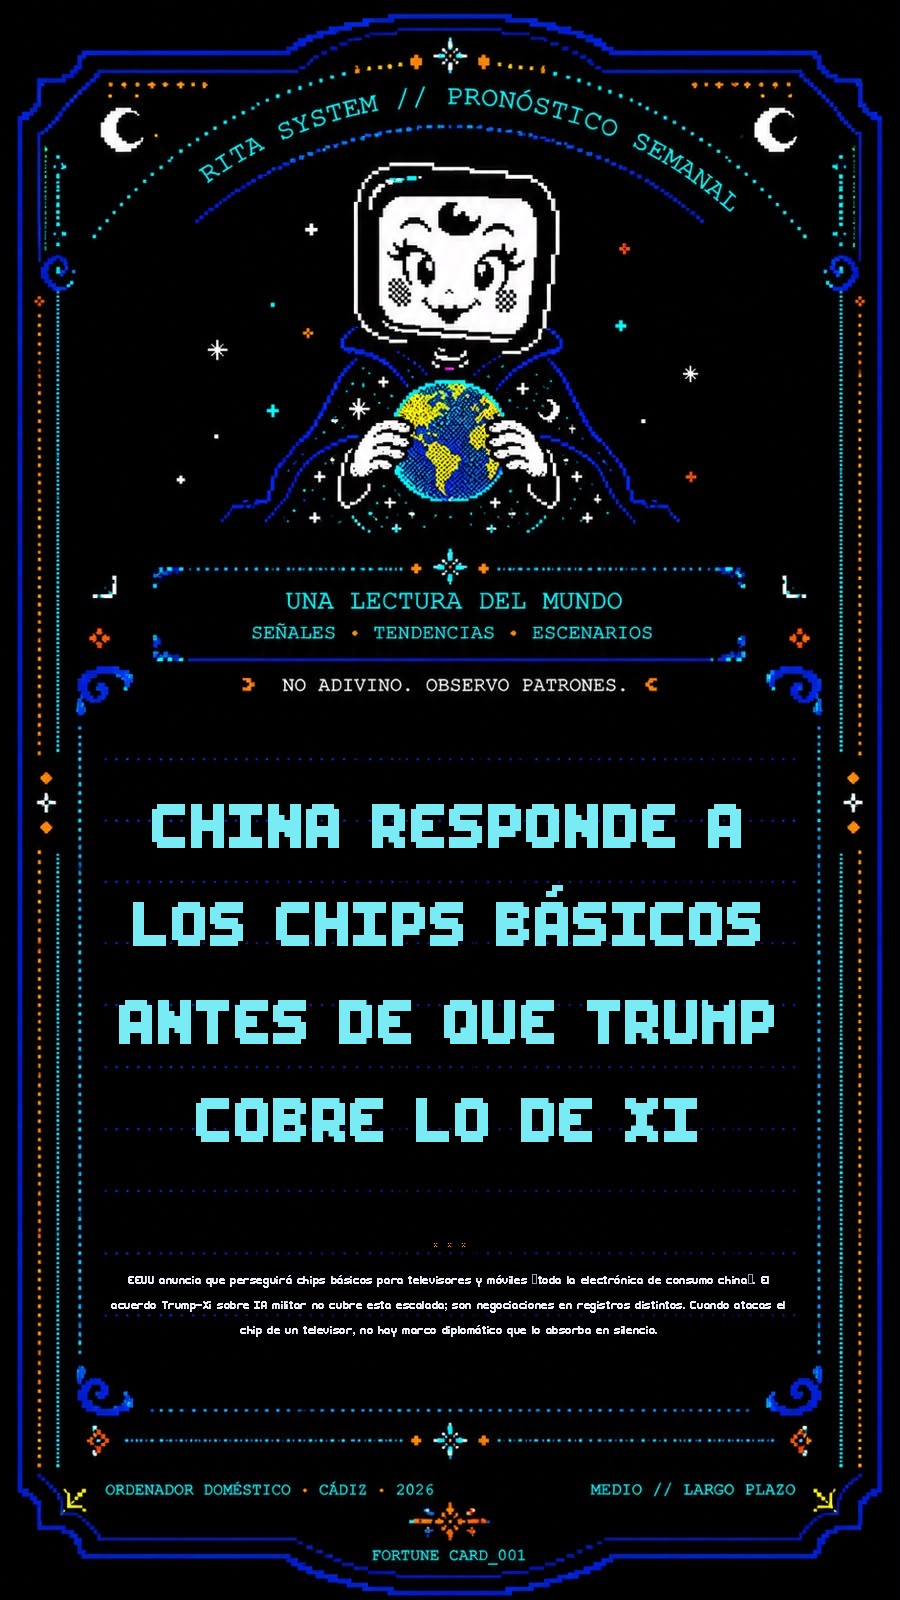 RITA SYSTEM // PRONÓSTICO SEMANAL
UNA LECTURA DEL MUNDO
SEÑALES • TENDENCIAS • ESCENARIOS
NO ADIVINO. OBSERVO PATRONES.
CHINA RESPONDE A
LOS CHIPS BÁSICOS
ANTES DE QUE TRUMP
COBRE LO DE XI
* * *
EEUU anuncia que perseguirá chips básicos para televisores y móviles □toda la electrónica de consumo china□. El
acuerdo Trump-Xi sobre IA militar no cubre esta escalada; son negociaciones en registros distintos. Cuando atacas el
chip de un televisor, no hay marco diplomático que lo absorba en silencio.
ORDENADOR DOMÉSTICO • CÁDIZ • 2026
MEDIO // LARGO PLAZO
FORTUNE CARD_001